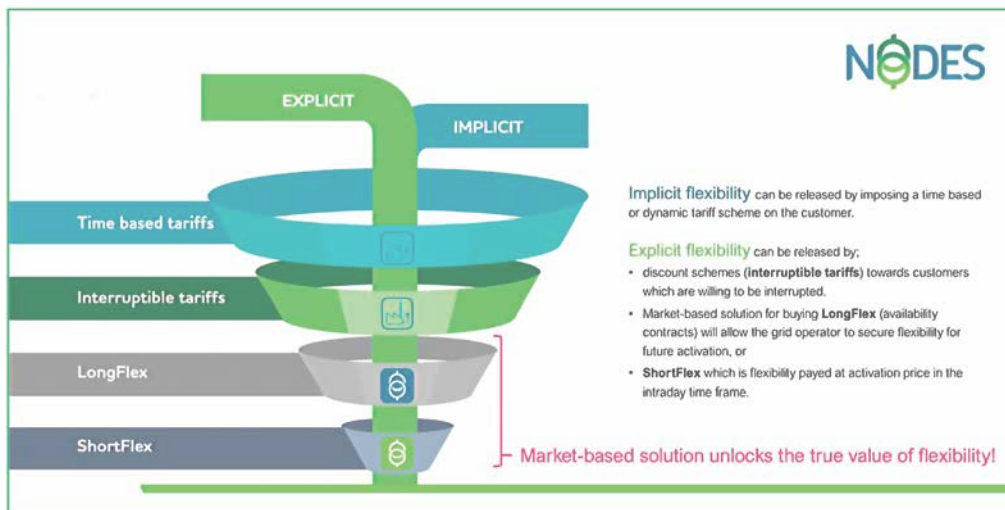 NODES
EXPLICIT
IMPLICIT
Time based tariffs
Interruptible tariffs
LongFlex
ShortFlex
Implicit flexibility can be released by imposing a time based
or dynamic tariff scheme on the customer.
Explicit flexibility can be released by;
• discount schemes (interruptible tariffs) towards customers
which are willing to be interrupted.
• Market-based solution for buying LongFlex (availability
contracts) will allow the grid operator to secure flexibility for
future activation, or
• ShortFlex which is flexibility payed at activation price in the
intraday time frame.
Market-based solution unlocks the true value of flexibility!